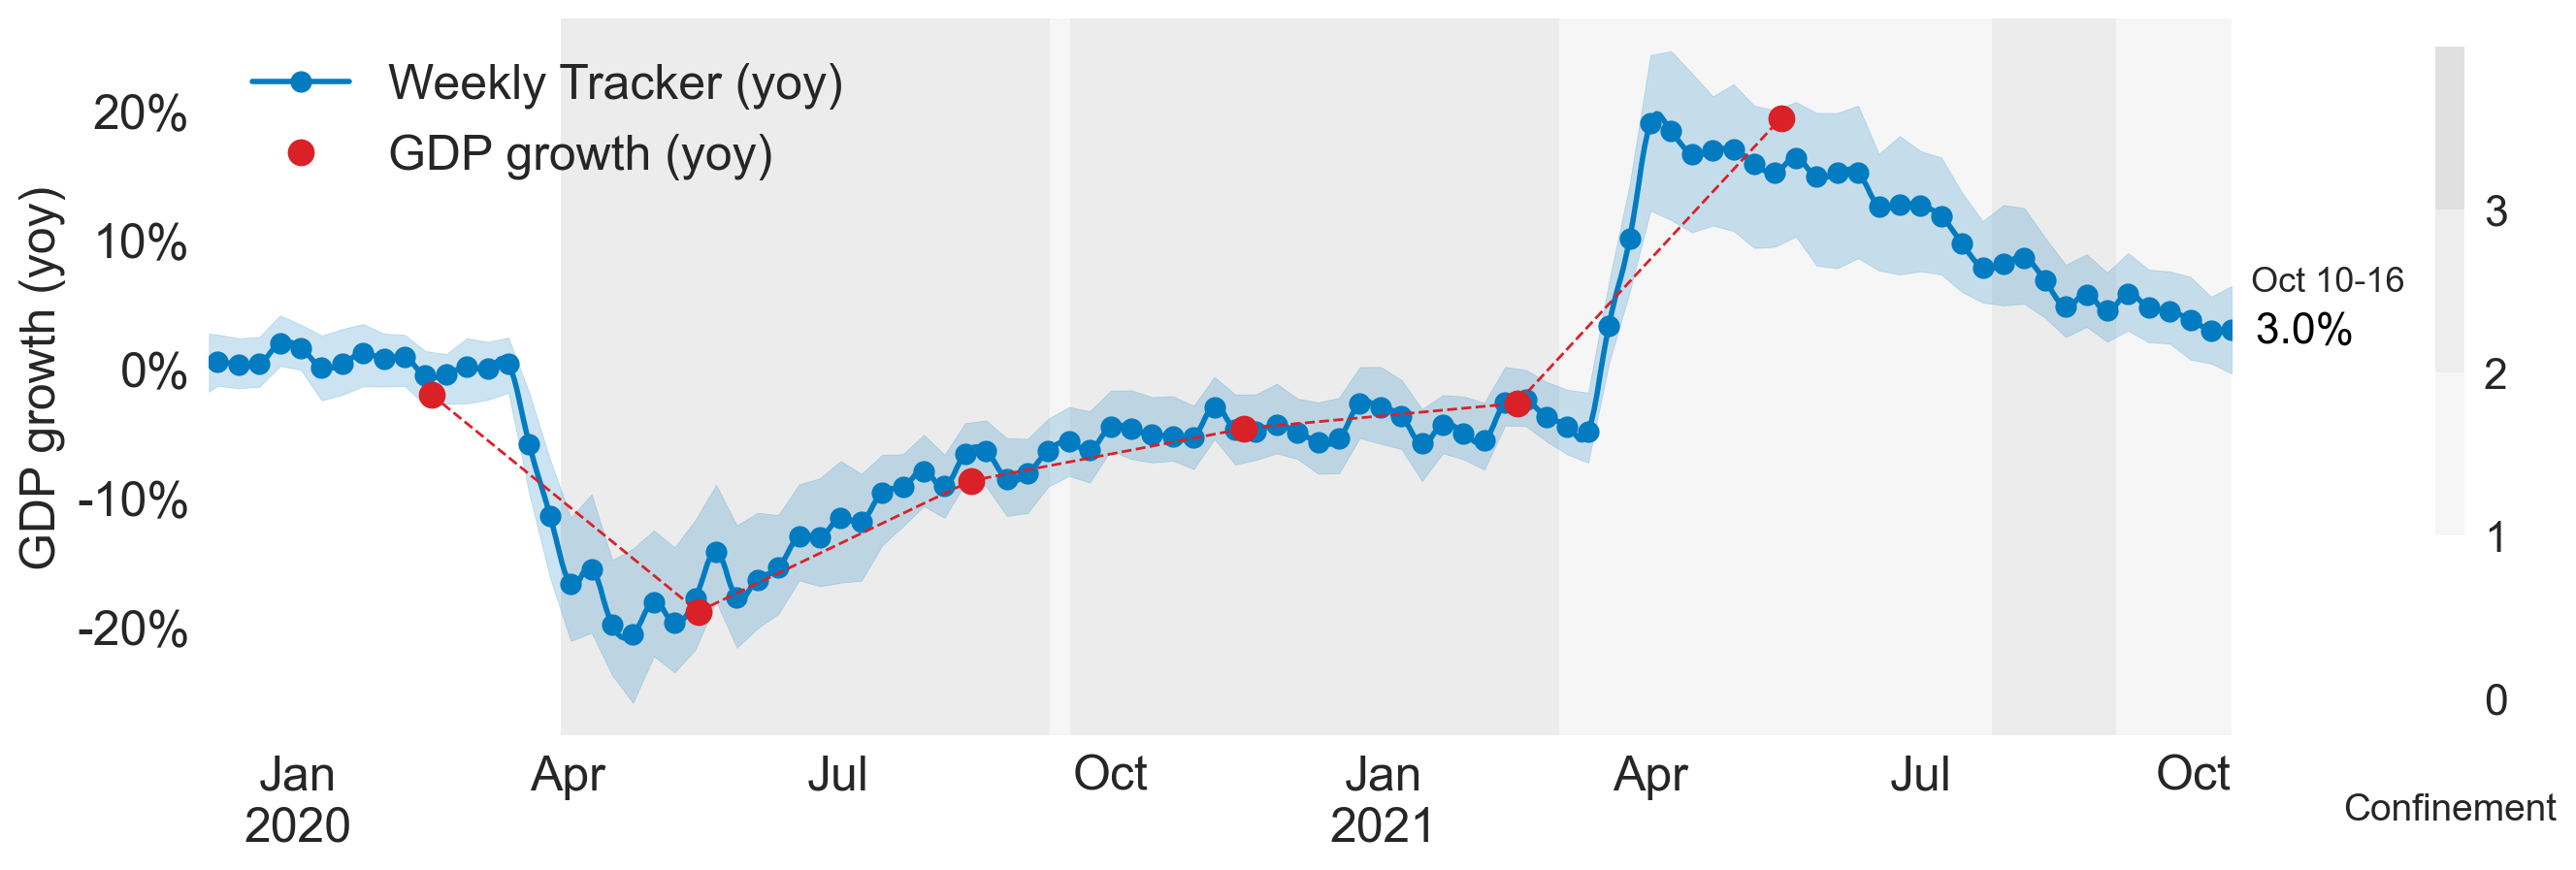 Weekly Tracker (yoy)
GDP growth (yoy)
GDP growth (yoy)
20%
10%
0%
-10%
-20%
Jan
2020
Apr
Jul
Oct
Jan
2021
Apr
Jul
Oct
Oct 10-16
3.0%
3
2
1
0
Confinement